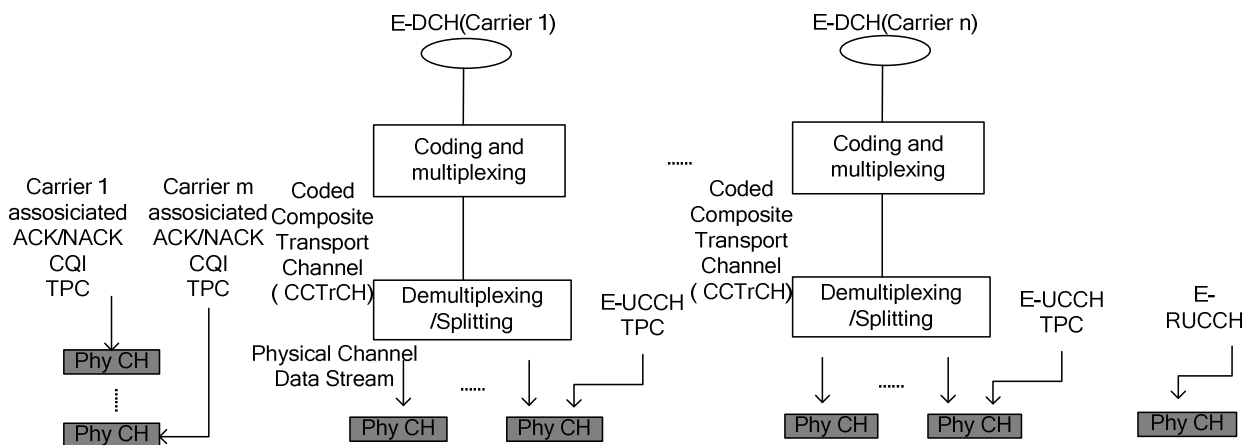 E-DCH(Carrier 1)
E-DCH(Carrier n)
Coding and
multiplexing
......
Coding and
multiplexing
Carrier 1
assosiciated
ACK/NACK
CQI
TPC
Carrier m
assosiciated
ACK/NACK
CQI
TPC
Coded
Composite
Transport
Channel
( CCTrCH)
Coded
Composite
Transport
Channel
( CCTrCH)
Demultiplexing
/Splitting
E-UCCH
TPC
Demultiplexing
/Splitting
E-UCCH
TPC
E-
RUCCH
Phy CH
......
Phy CH
Physical Channel
Data Stream
......
Phy CH
Phy CH
......
Phy CH
Phy CH
Phy CH